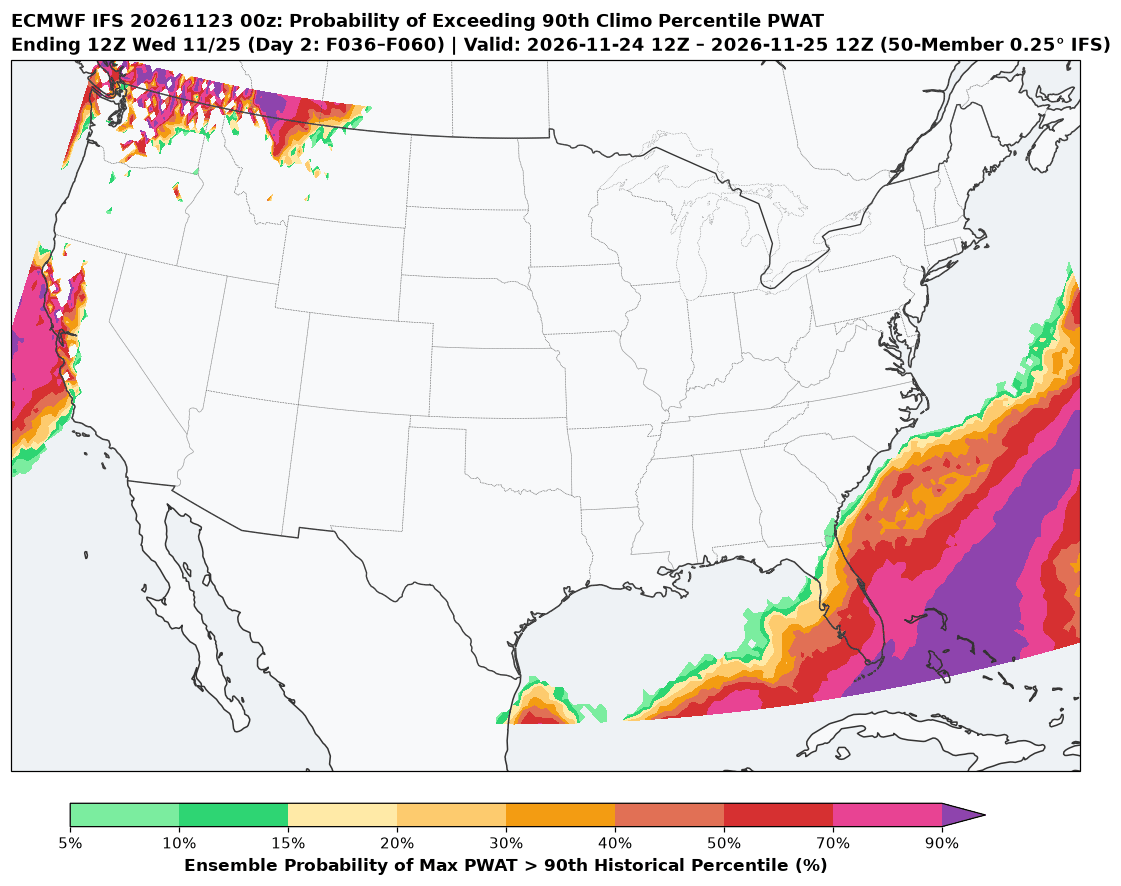 ECMWF IFS 20261123 00z: Probability of Exceeding 90th Climo Percentile PWAT
Ending 12Z Wed 11/25 (Day 2: F036–F060) | Valid: 2026-11-24 12Z – 2026-11-25 12Z (50-Member 0.25° IFS)
5% 10% 15% 20% 30% 40% 50% 70% 90%
Ensemble Probability of Max PWAT > 90th Historical Percentile (%)